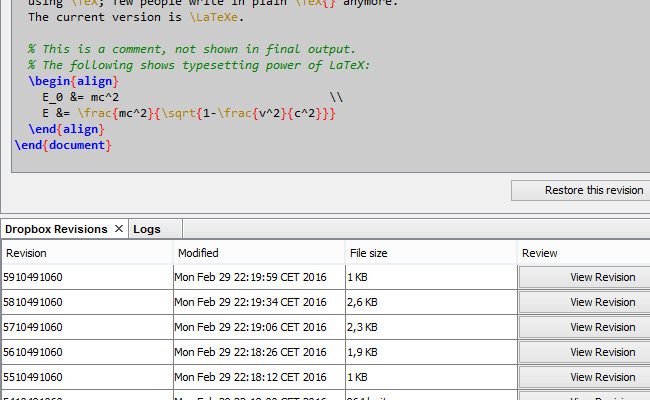 using \TeX; few people write in plain \TeX{} anymore.
The current version is \LaTeXe.
% This is a comment, not shown in final output.
% The following shows typesetting power of LaTeX:
\begin{align}
E_0 &= mc^2 \\
E &= \frac{mc^2}{\sqrt{1-\frac{v^2}{c^2}}}
\end{align}
\end{document}
Restore this revision
Dropbox Revisions × Logs
Revision Modified File size Review
5910491060 Mon Feb 29 22:19:59 CET 2016 1 KB View Revision
5810491060 Mon Feb 29 22:19:34 CET 2016 2,6 KB View Revision
5710491060 Mon Feb 29 22:19:06 CET 2016 2,3 KB View Revision
5610491060 Mon Feb 29 22:18:26 CET 2016 1,9 KB View Revision
5510491060 Mon Feb 29 22:18:12 CET 2016 1 KB View Revision